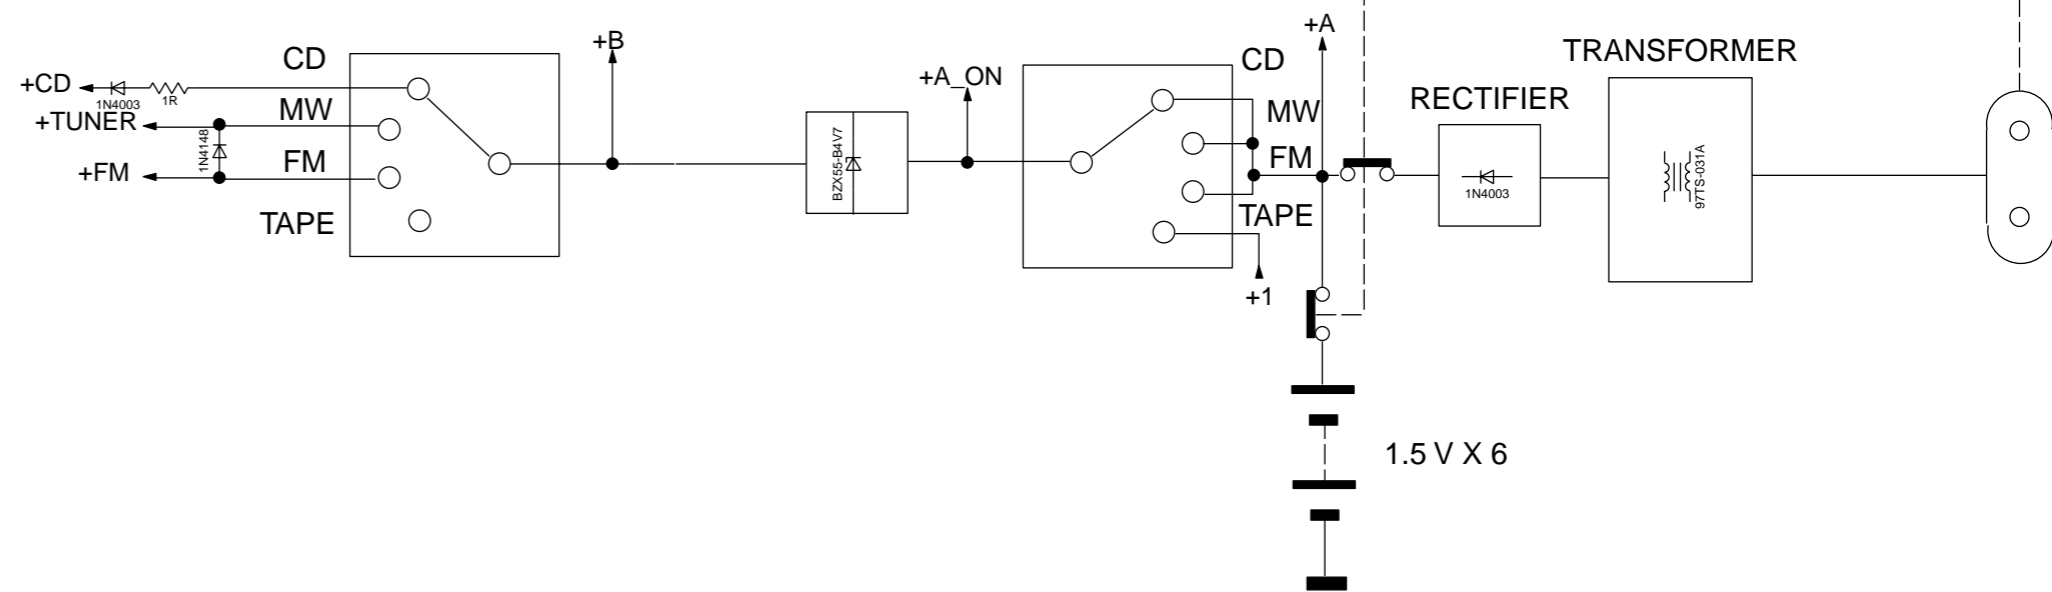 +CD
1N4003
1R
CD
+TUNER
1N4148
MW
+FM
FM
TAPE
+B
BZX55-B4V7
+A_ON
CD
MW
FM
TAPE
+1
+A
RECTIFIER
1N4003
TRANSFORMER
97TS-031A
1.5 V X 6